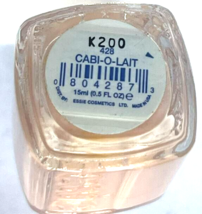 K200
428
CABI-O-LAIT
0 804287 3
15ml (0.5 FL OZ) ℮
ESSIE COSMETICS LTD.